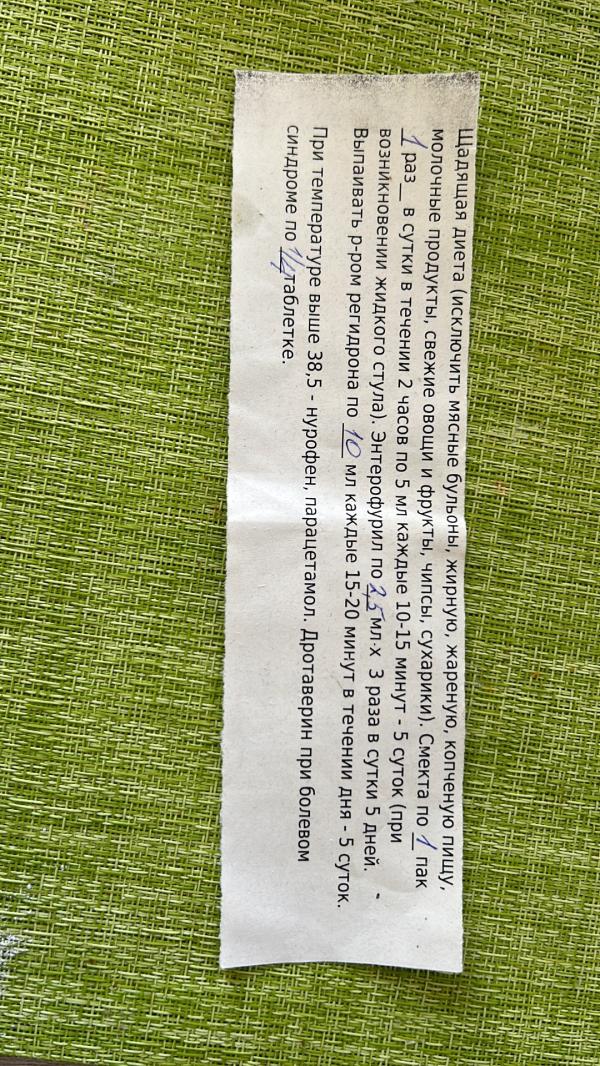 Щадящая диета (исключить мясные бульоны, жирную, жареную, копченую пищу,
молочные продукты, свежие овощи и фрукты, чипсы, сухарики). Смекта по 1 пак
1 раз__ в сутки в течении 2 часов по 5 мл каждые 10-15 минут - 5 суток (при
возникновении жидкого стула). Энтерофурил по 2,5 мл-х 3 раза в сутки 5 дней.
Выпаивать р-ром регидрона по 10 мл каждые 15-20 минут в течении дня - 5 суток.
При температуре выше 38,5 - нурофен, парацетамол. Дротаверин при болевом
синдроме по 1/4 таблетке.